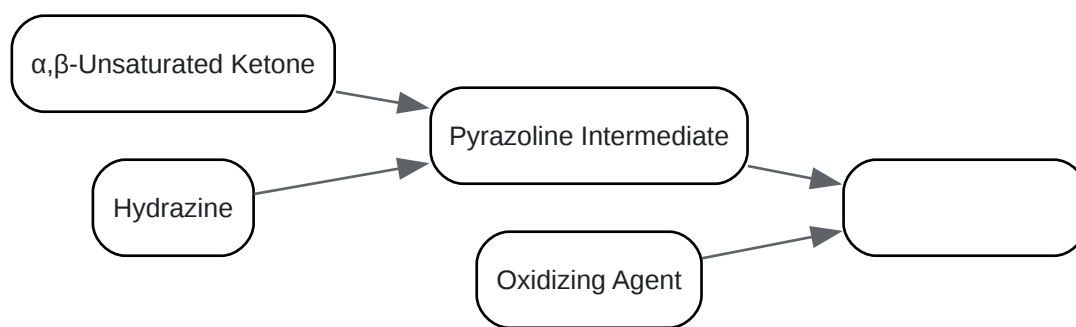 α,β-Unsaturated Ketone
Pyrazoline Intermediate
Hydrazine
Oxidizing Agent